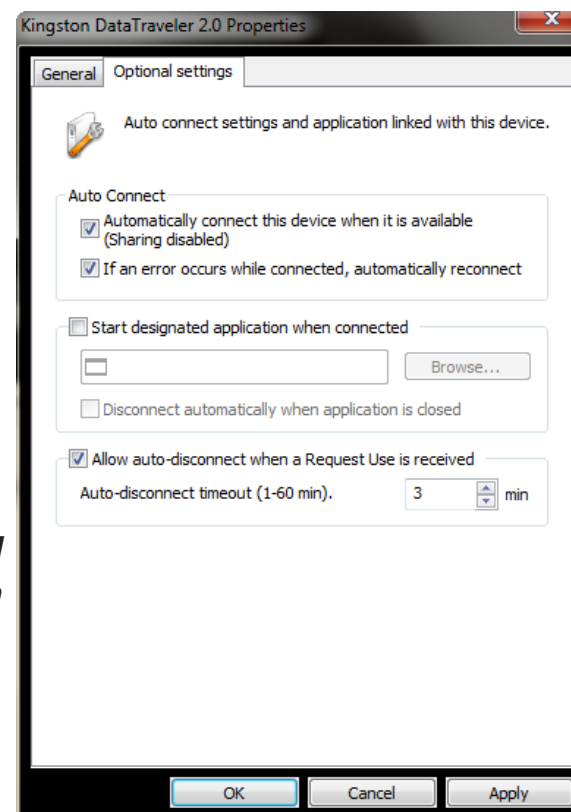 Kingston DataTraveler 2.0 Properties
General Optional settings
Auto connect settings and application linked with this device.
Auto Connect
Automatically connect this device when it is available
(Sharing disabled)
If an error occurs while connected, automatically reconnect
Start designated application when connected
Browse...
Disconnect automatically when application is closed
Allow auto-disconnect when a Request Use is received
Auto-disconnect timeout (1-60 min). 3 min
OK Cancel Apply